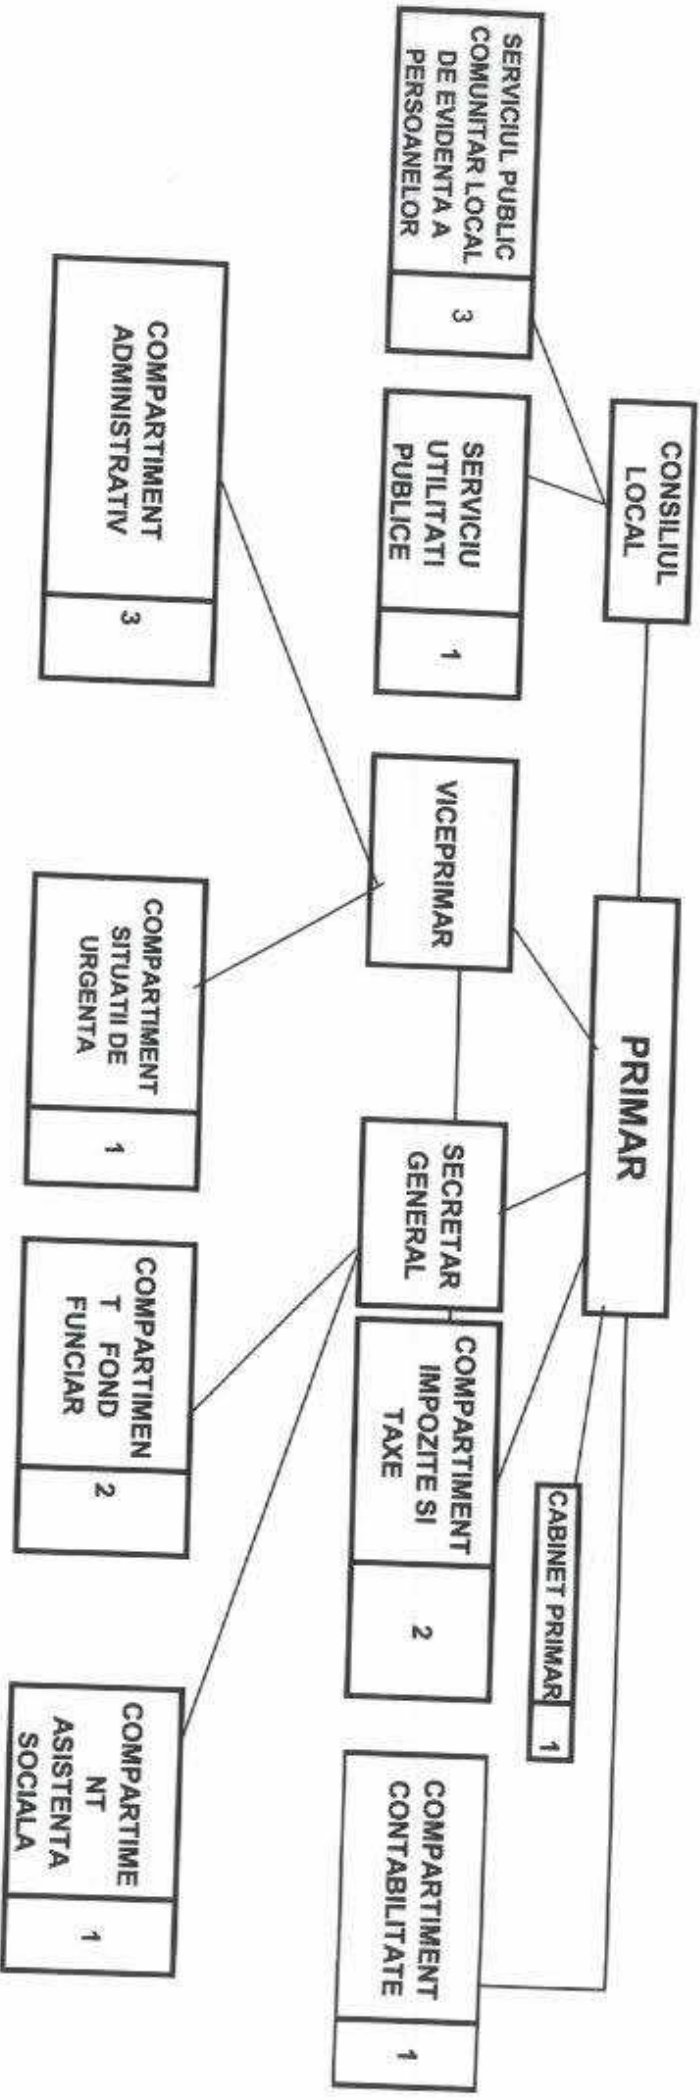 CONSILIUL
LOCAL
PRIMAR
CABINET PRIMAR
1
SERVICIUL PUBLIC
COMUNITAR LOCAL
DE EVIDENTA A
PERSOANELOR
3
SERVICIU
UTILITATI
PUBLICE
1
VICEPRIMAR
SECRETAR
GENERAL
COMPARTIMENT
IMPOZITE SI
TAXE
2
COMPARTIMENT
CONTABILITATE
1
COMPARTIMENT
ADMINISTRATIV
3
COMPARTIMENT
SITUATII DE
URGENTA
1
COMPARTIMEN
T FOND
FUNCIAR
2
COMPARTIME
NT
ASISTENTA
SOCIALA
1